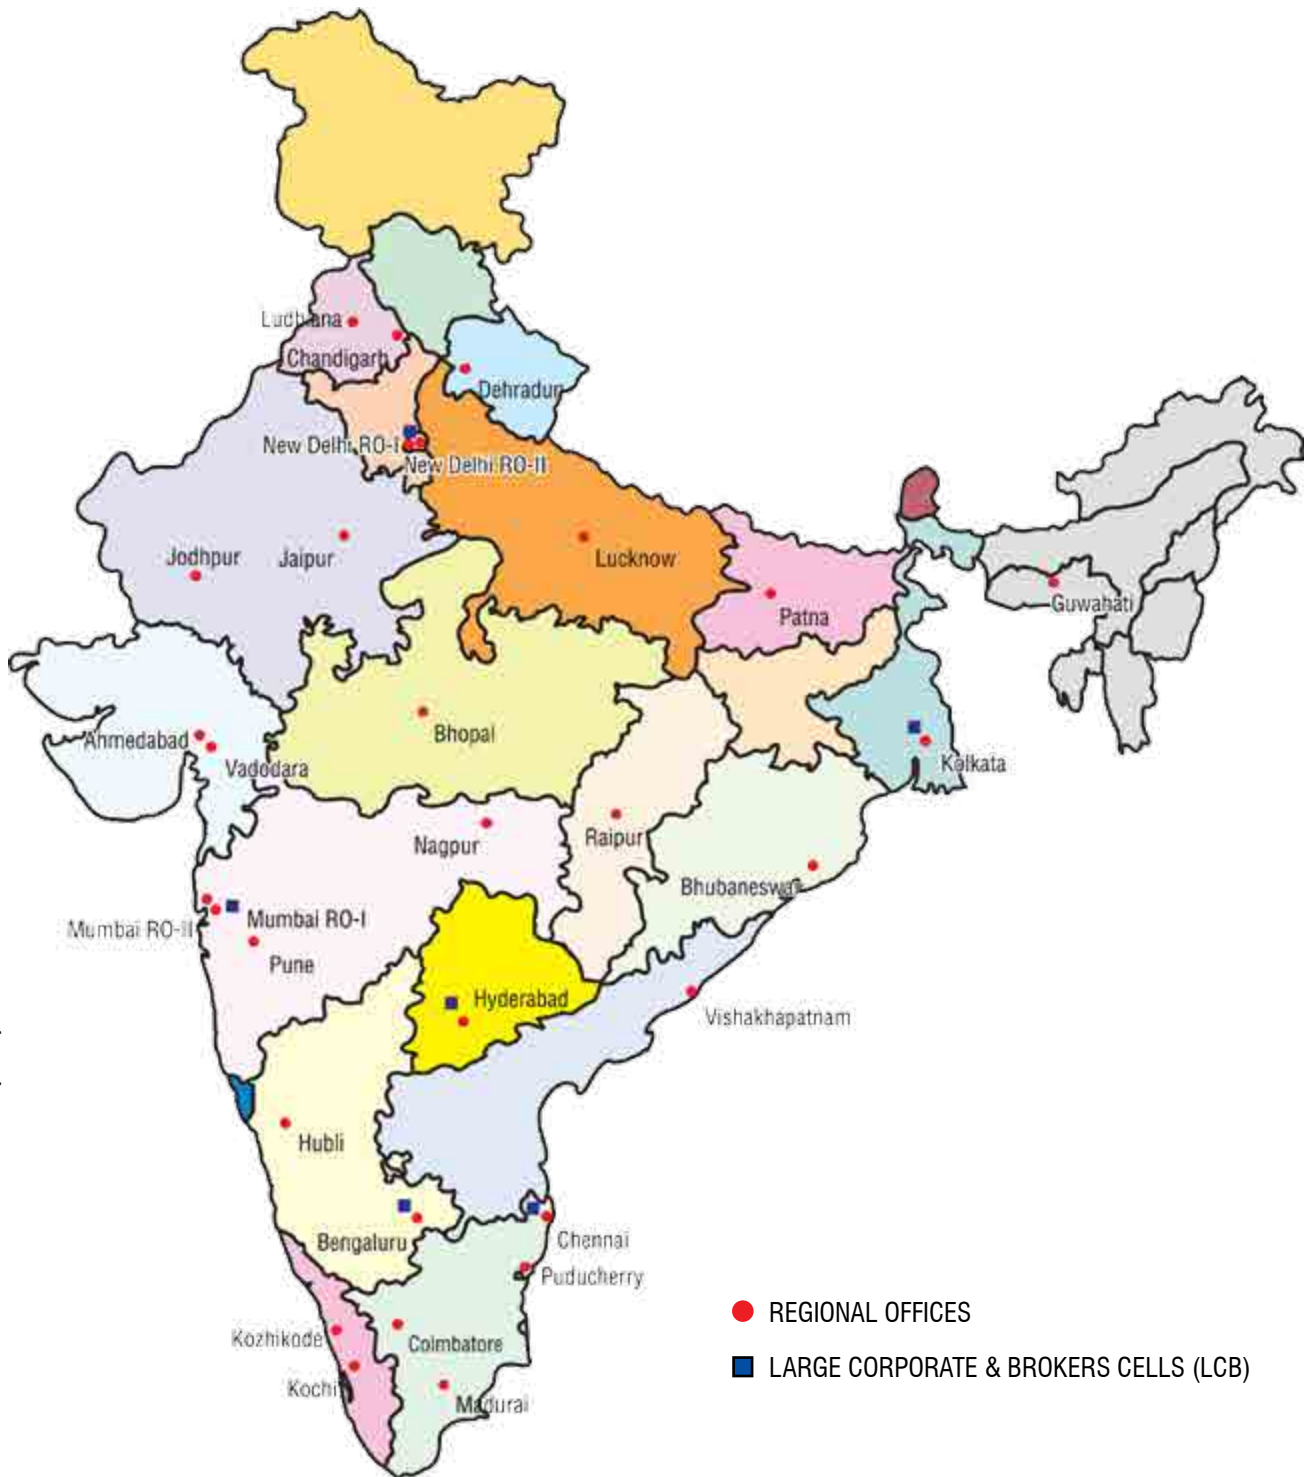 Ludhiana
Chandigarh
Dehradun
New Delhi RO-I
New Delhi RO-II
Jodhpur
Jaipur
Lucknow
Patna
Guwahati
Ahmedabad
Vadodara
Bhopal
Kolkata
Nagpur
Raipur
Bhubaneswar
Mumbai RO-II
Mumbai RO-I
Pune
Hyderabad
Vishakhapatnam
Hubli
Bengaluru
Chennai
Puducherry
Kozhikode
Coimbatore
Kochi
Madurai
REGIONAL OFFICES
LARGE CORPORATE & BROKERS CELLS (LCB)